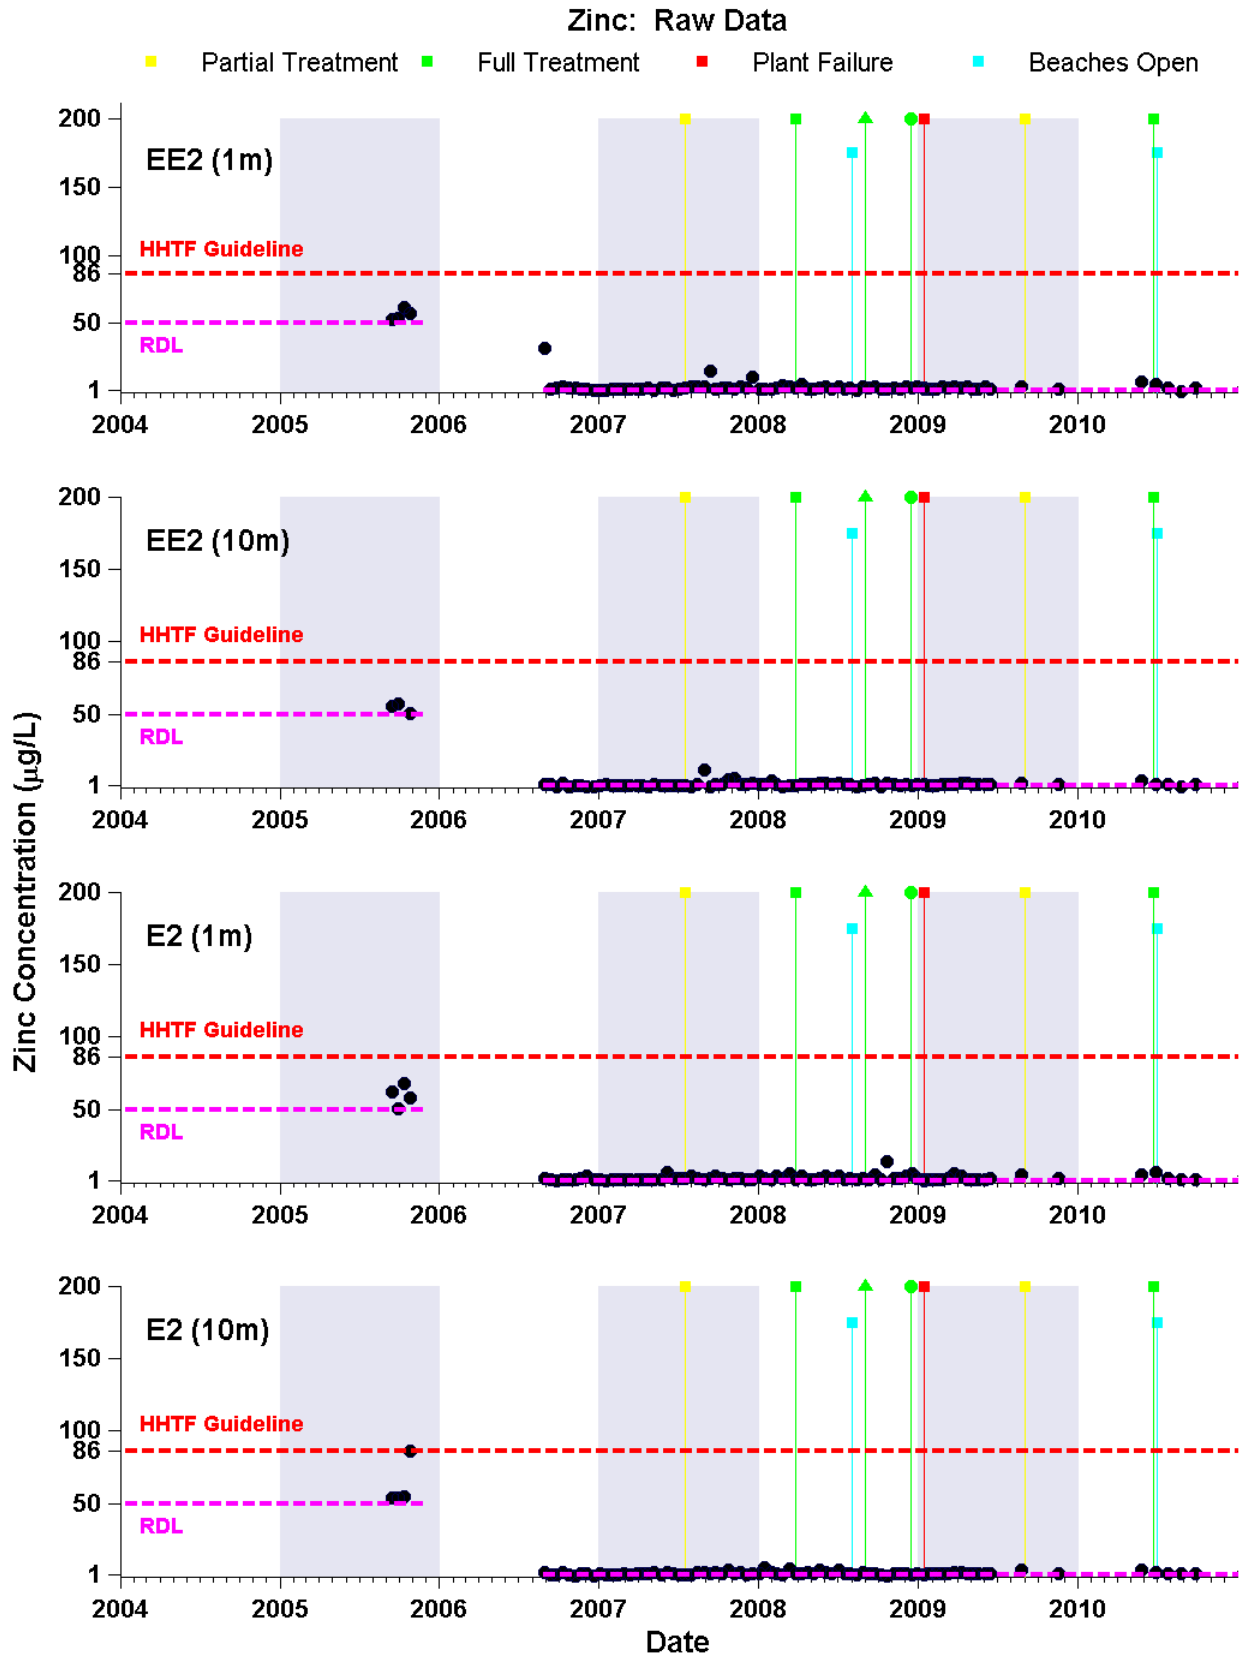 Zinc: Raw Data
Partial Treatment Full Treatment Plant Failure Beaches Open
200
EE2 (1m)
150
100
HHTF Guideline
86
50
RDL
1
2004 2005 2006 2007 2008 2009 2010
200
EE2 (10m)
150
100
HHTF Guideline
86
50
RDL
1
2004 2005 2006 2007 2008 2009 2010
Zinc Concentration (µg/L)
200
E2 (1m)
150
100
HHTF Guideline
86
50
RDL
1
2004 2005 2006 2007 2008 2009 2010
200
E2 (10m)
150
100
HHTF Guideline
86
50
RDL
1
2004 2005 2006 2007 2008 2009 2010
Date